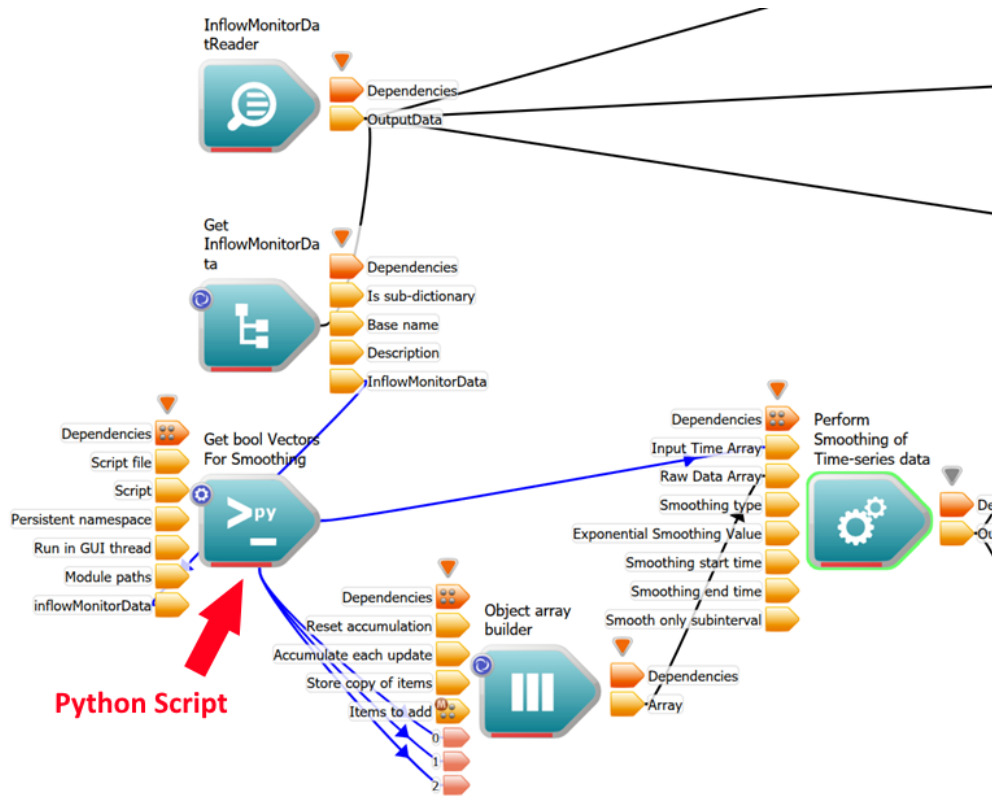 InflowMonitorDa
tReader
Dependencies
OutputData
Get
InflowMonitorDa
ta
Dependencies
Is sub-dictionary
Base name
Description
InflowMonitorData
Get bool Vectors
For Smoothing
Dependencies
Script file
Script
Persistent namespace
Run in GUI thread
Module paths
inflowMonitorData
>py
Python Script
Object array
builder
Dependencies
Reset accumulation
Accumulate each update
Store copy of items
Items to add
M
0
1
2
Dependencies
Array
Perform
Smoothing of
Time-series data
Dependencies
Input Time Array
Raw Data Array
Smoothing type
Exponential Smoothing Value
Smoothing start time
Smoothing end time
Smooth only subinterval
De
Ou